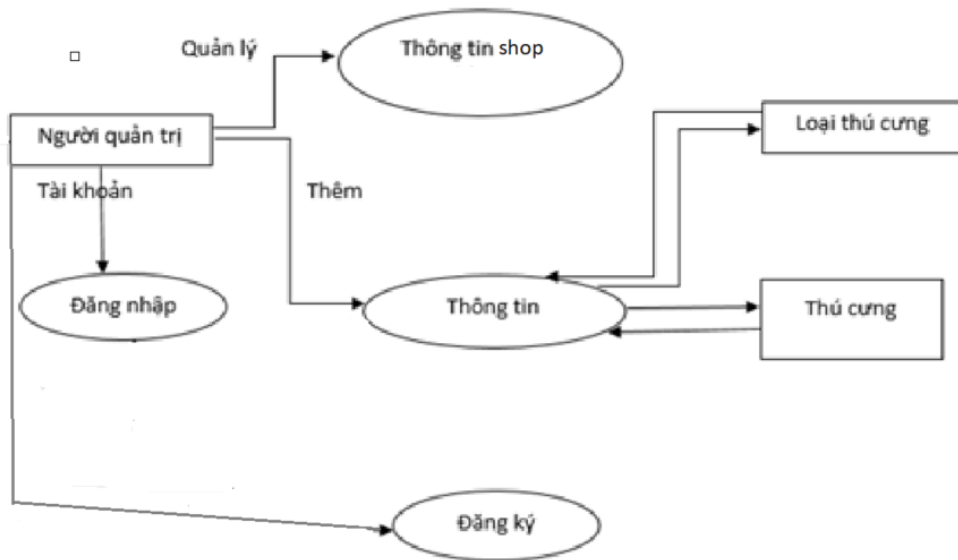 Quản lý
Thông tin shop
Người quản trị
Loại thú cưng
Tài khoản
Thêm
Đăng nhập
Thông tin
Thú cưng
Đăng ký